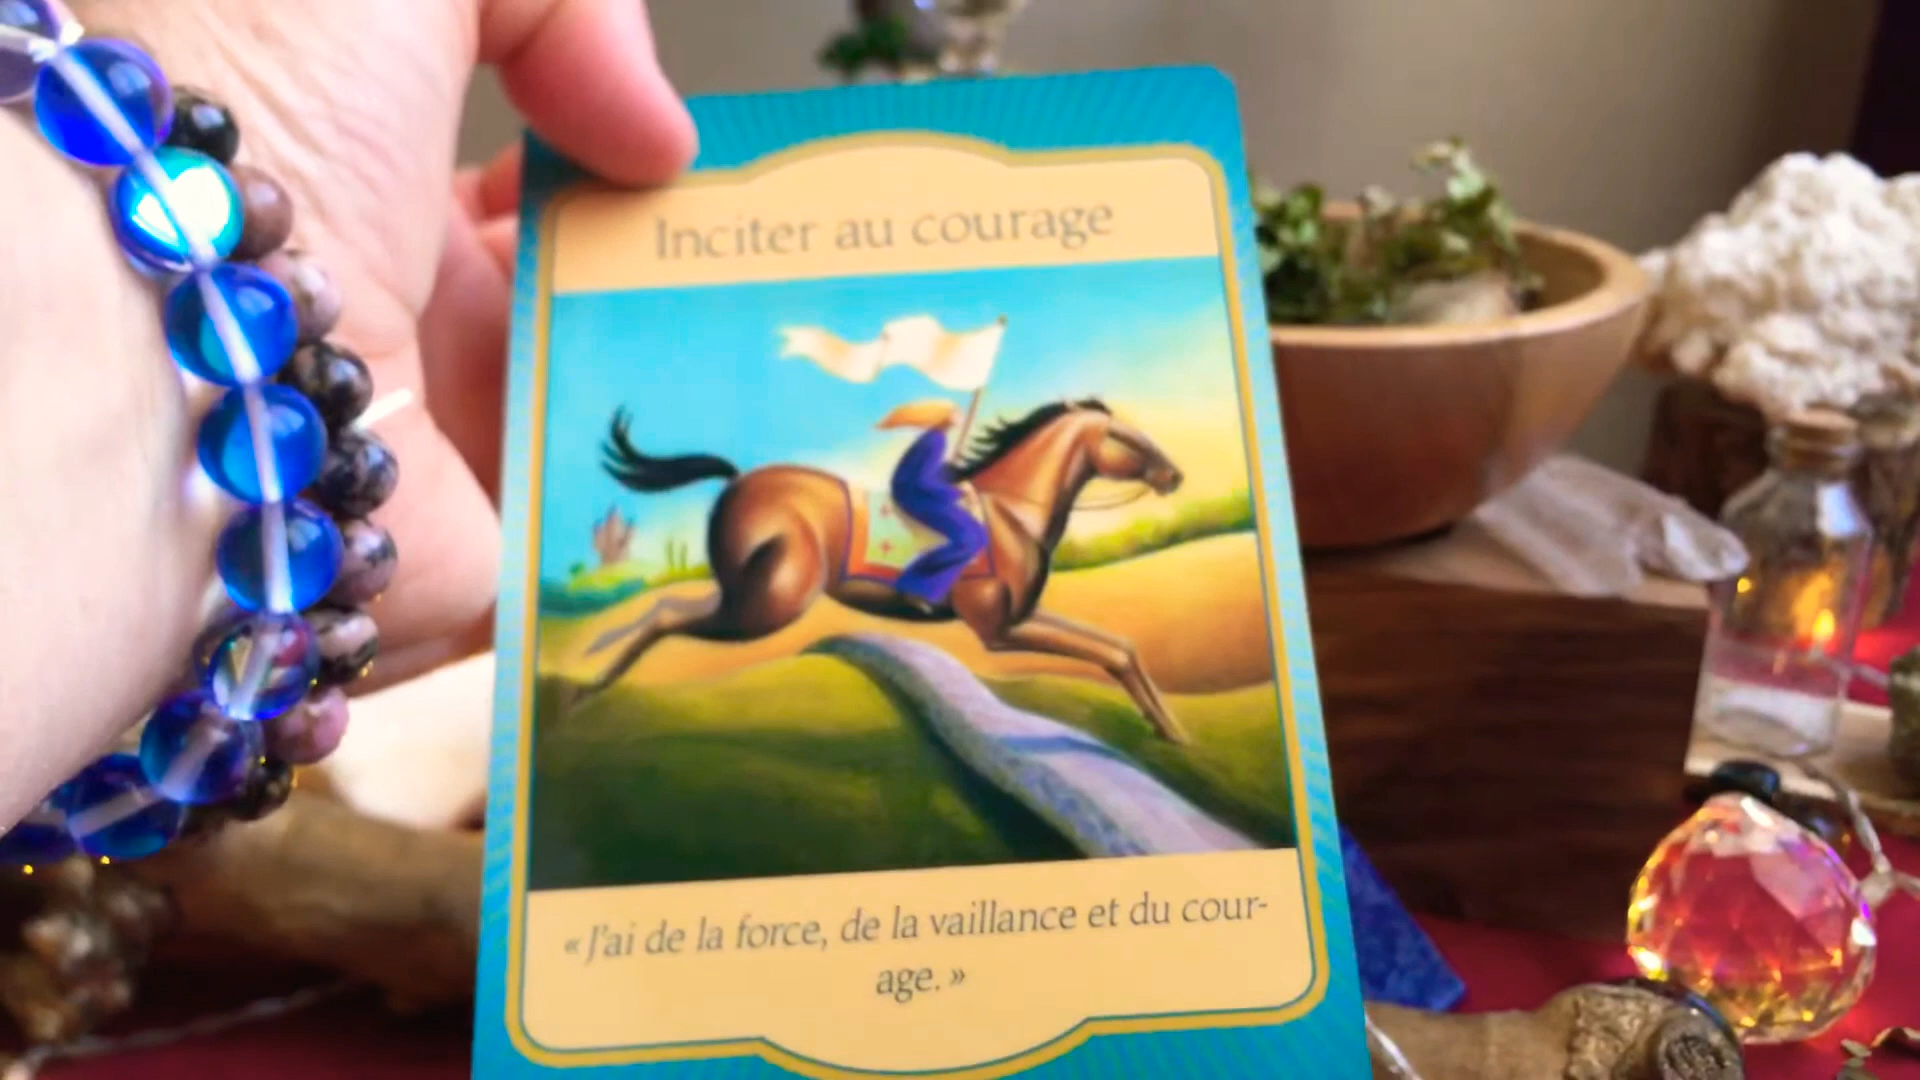 Inciter au courage
« J'ai de la force, de la vaillance et du cour-
age. »